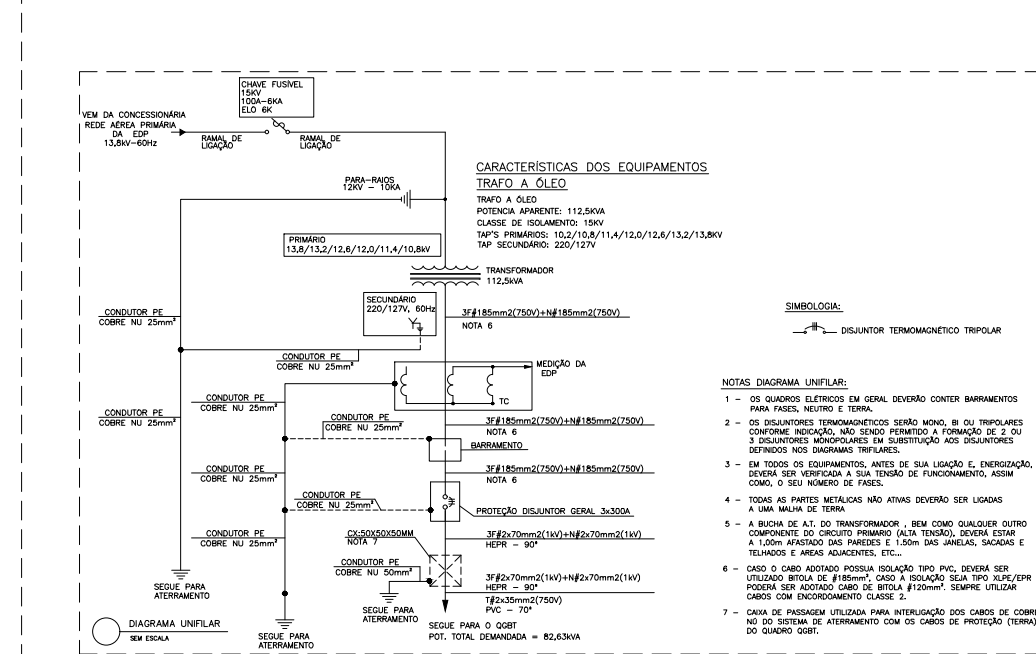 CHAVE FUSÍVEL
15KV
100A-6KA
ELO 6K
VEM DA CONCESSIONÁRIA
REDE AÉREA PRIMÁRIA
DA EDP
13,8kV-60Hz
RAMAL DE
LIGAÇÃO
RAMAL DE
LIGAÇÃO
PARA-RAIOS
12KV - 10KA
CARACTERÍSTICAS DOS EQUIPAMENTOS
TRAFO A ÓLEO
TRAFO A ÓLEO
POTENCIA APARENTE: 112,5KVA
CLASSE DE ISOLAMENTO: 15KV
TAP'S PRIMÁRIOS: 10,2/10,8/11,4/12,0/12,6/13,2/13,8KV
TAP SECUNDÁRIO: 220/127V
PRIMÁRIO
13,8/13,2/12,6/12,0/11,4/10,8kV
TRANSFORMADOR
112,5kVA
SECUNDÁRIO
220/127V, 60Hz
3F#185mm2(750V)+N#185mm2(750V)
NOTA 6
CONDUTOR PE
COBRE NU 25mm²
CONDUTOR PE
COBRE NU 25mm²
MEDIÇÃO DA
EDP
TC
CONDUTOR PE
COBRE NU 25mm²
CONDUTOR PE
COBRE NU 25mm²
CONDUTOR PE
COBRE NU 25mm²
3F#185mm2(750V)+N#185mm2(750V)
NOTA 6
BARRAMENTO
CONDUTOR PE
COBRE NU 25mm²
3F#185mm2(750V)+N#185mm2(750V)
NOTA 6
CONDUTOR PE
COBRE NU 25mm²
PROTEÇÃO DISJUNTOR GERAL 3x300A
CONDUTOR PE
COBRE NU 25mm²
CX:50X50X50MM
NOTA 7
3F#2x70mm2(1kV)+N#2x70mm2(1kV)
HEPR - 90°
CONDUTOR PE
COBRE NU 50mm²
3F#2x70mm2(1kV)+N#2x70mm2(1kV)
HEPR - 90°
T#2x35mm2(750V)
PVC - 70°
SEGUE PARA
ATERRAMENTO
SEGUE PARA
ATERRAMENTO
SEGUE PARA
ATERRAMENTO
SEGUE PARA O QGBT
POT. TOTAL DEMANDADA = 82,63kVA
DIAGRAMA UNIFILAR
SEM ESCALA
SIMBOLOGIA:
DISJUNTOR TERMOMAGNÉTICO TRIPOLAR
NOTAS DIAGRAMA UNIFILAR:
1 - OS QUADROS ELÉTRICOS EM GERAL DEVERÃO CONTER BARRAMENTOS
PARA FASES, NEUTRO E TERRA.
2 - OS DISJUNTORES TERMOMAGNÉTICOS SERÃO MONO, BI OU TRIPOLARES
CONFORME INDICAÇÃO, NÃO SENDO PERMITIDO A FORMAÇÃO DE 2 OU
3 DISJUNTORES MONOPOLARES EM SUBSTITUIÇÃO AOS DISJUNTORES
DEFINIDOS NOS DIAGRAMAS TRIFILARES.
3 - EM TODOS OS EQUIPAMENTOS, ANTES DE SUA LIGAÇÃO E, ENERGIZAÇÃO,
DEVERÁ SER VERIFICADA A SUA TENSÃO DE FUNCIONAMENTO, ASSIM
COMO, O SEU NÚMERO DE FASES.
4 - TODAS AS PARTES METÁLICAS NÃO ATIVAS DEVERÃO SER LIGADAS
A UMA MALHA DE TERRA
5 - A BUCHA DE A.T. DO TRANSFORMADOR , BEM COMO QUALQUER OUTRO
COMPONENTE DO CIRCUITO PRIMARIO (ALTA TENSÃO), DEVERÁ ESTAR
A 1,00m AFASTADO DAS PAREDES E 1.50m DAS JANELAS, SACADAS E
TELHADOS E AREAS ADJACENTES, ETC...
6 - CASO O CABO ADOTADO POSSUA ISOLAÇÃO TIPO PVC, DEVERÁ SER
UTILIZADO BITOLA DE #185mm², CASO A ISOLAÇÃO SEJA TIPO XLPE/EPR
PODERÁ SER ADOTADO CABO DE BITOLA #120mm². SEMPRE UTILIZAR
CABOS COM ENCORDOAMENTO CLASSE 2.
7 - CAIXA DE PASSAGEM UTILIZADA PARA INTERLIGAÇÃO DOS CABOS DE COBRE
NÚ DO SISTEMA DE ATERRAMENTO COM OS CABOS DE PROTEÇÃO (TERRA)
DO QUADRO QGBT.